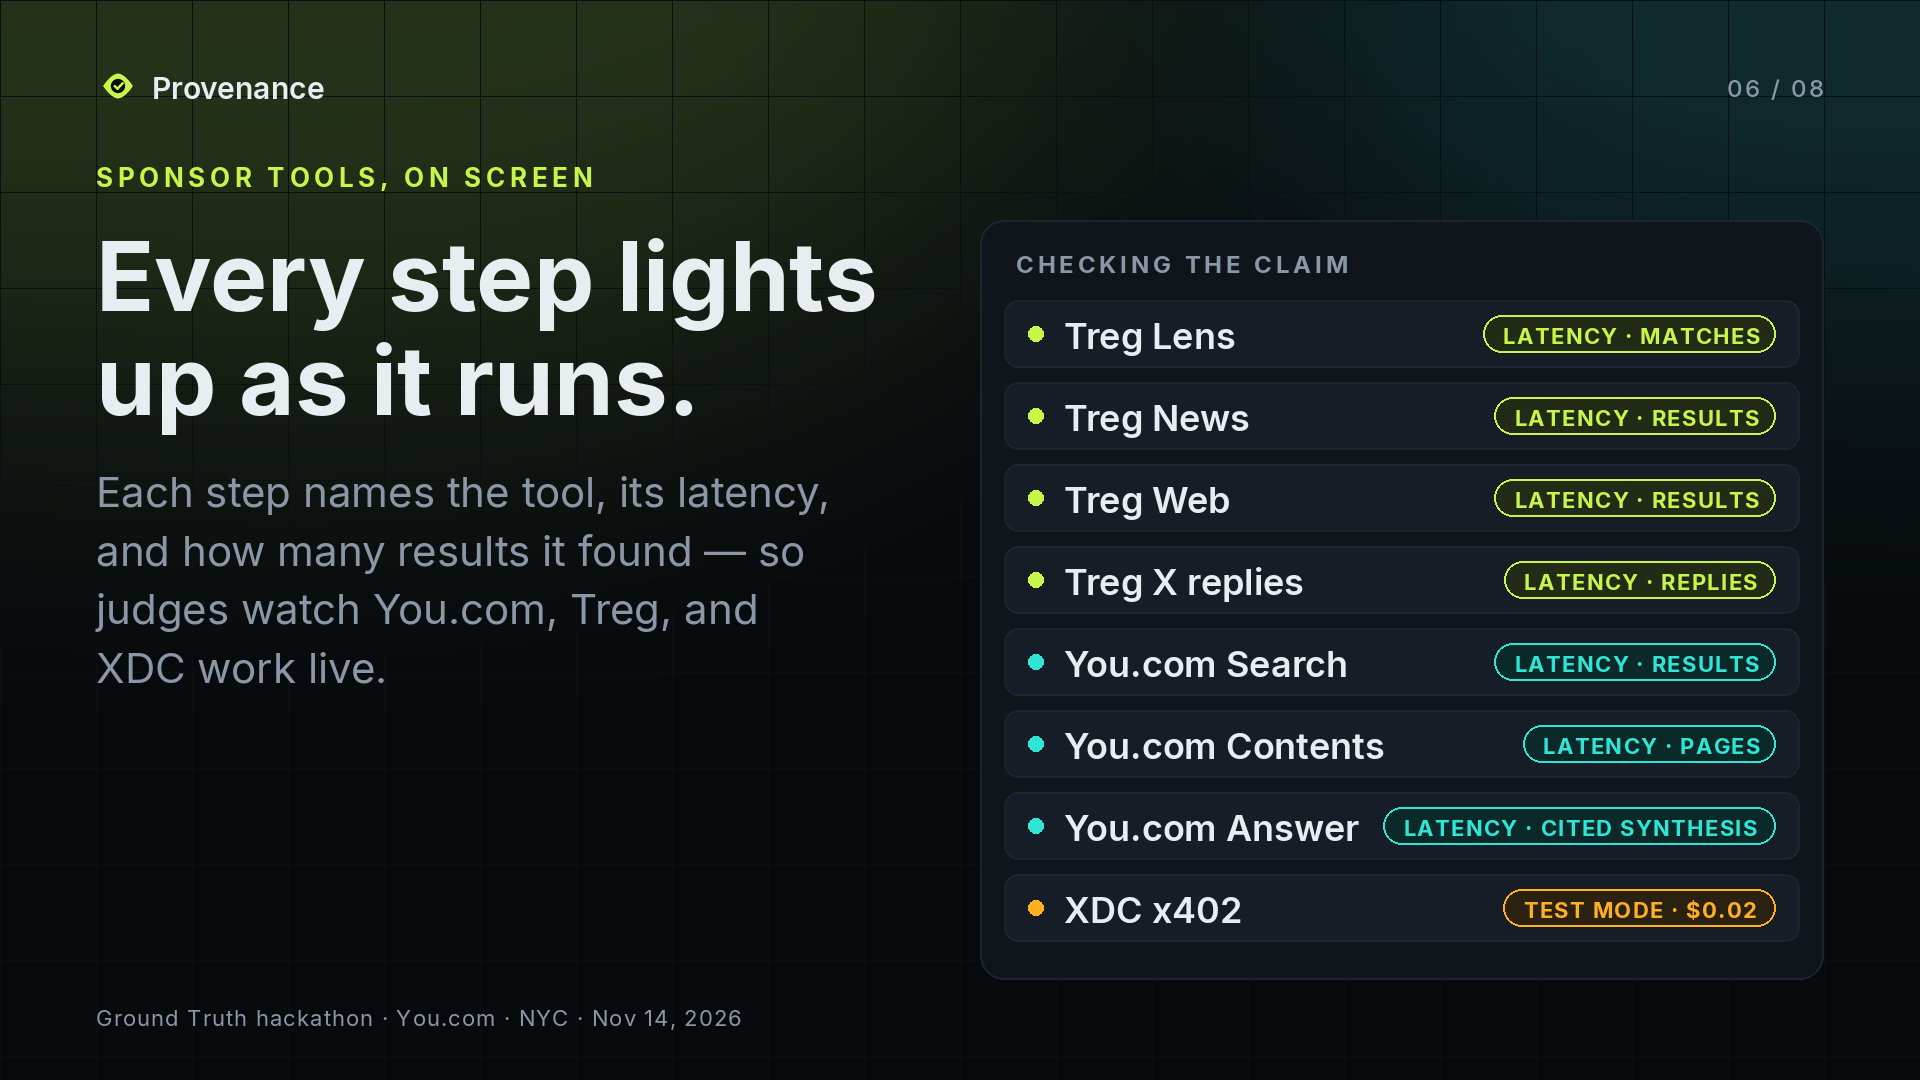 Provenance
06 / 08
SPONSOR TOOLS, ON SCREEN
Every step lights
up as it runs.
Each step names the tool, its latency,
and how many results it found — so
judges watch You.com, Treg, and
XDC work live.
CHECKING THE CLAIM
Treg Lens LATENCY · MATCHES
Treg News LATENCY · RESULTS
Treg Web LATENCY · RESULTS
Treg X replies LATENCY · REPLIES
You.com Search LATENCY · RESULTS
You.com Contents LATENCY · PAGES
You.com Answer LATENCY · CITED SYNTHESIS
XDC x402 TEST MODE · $0.02
Ground Truth hackathon · You.com · NYC · Nov 14, 2026